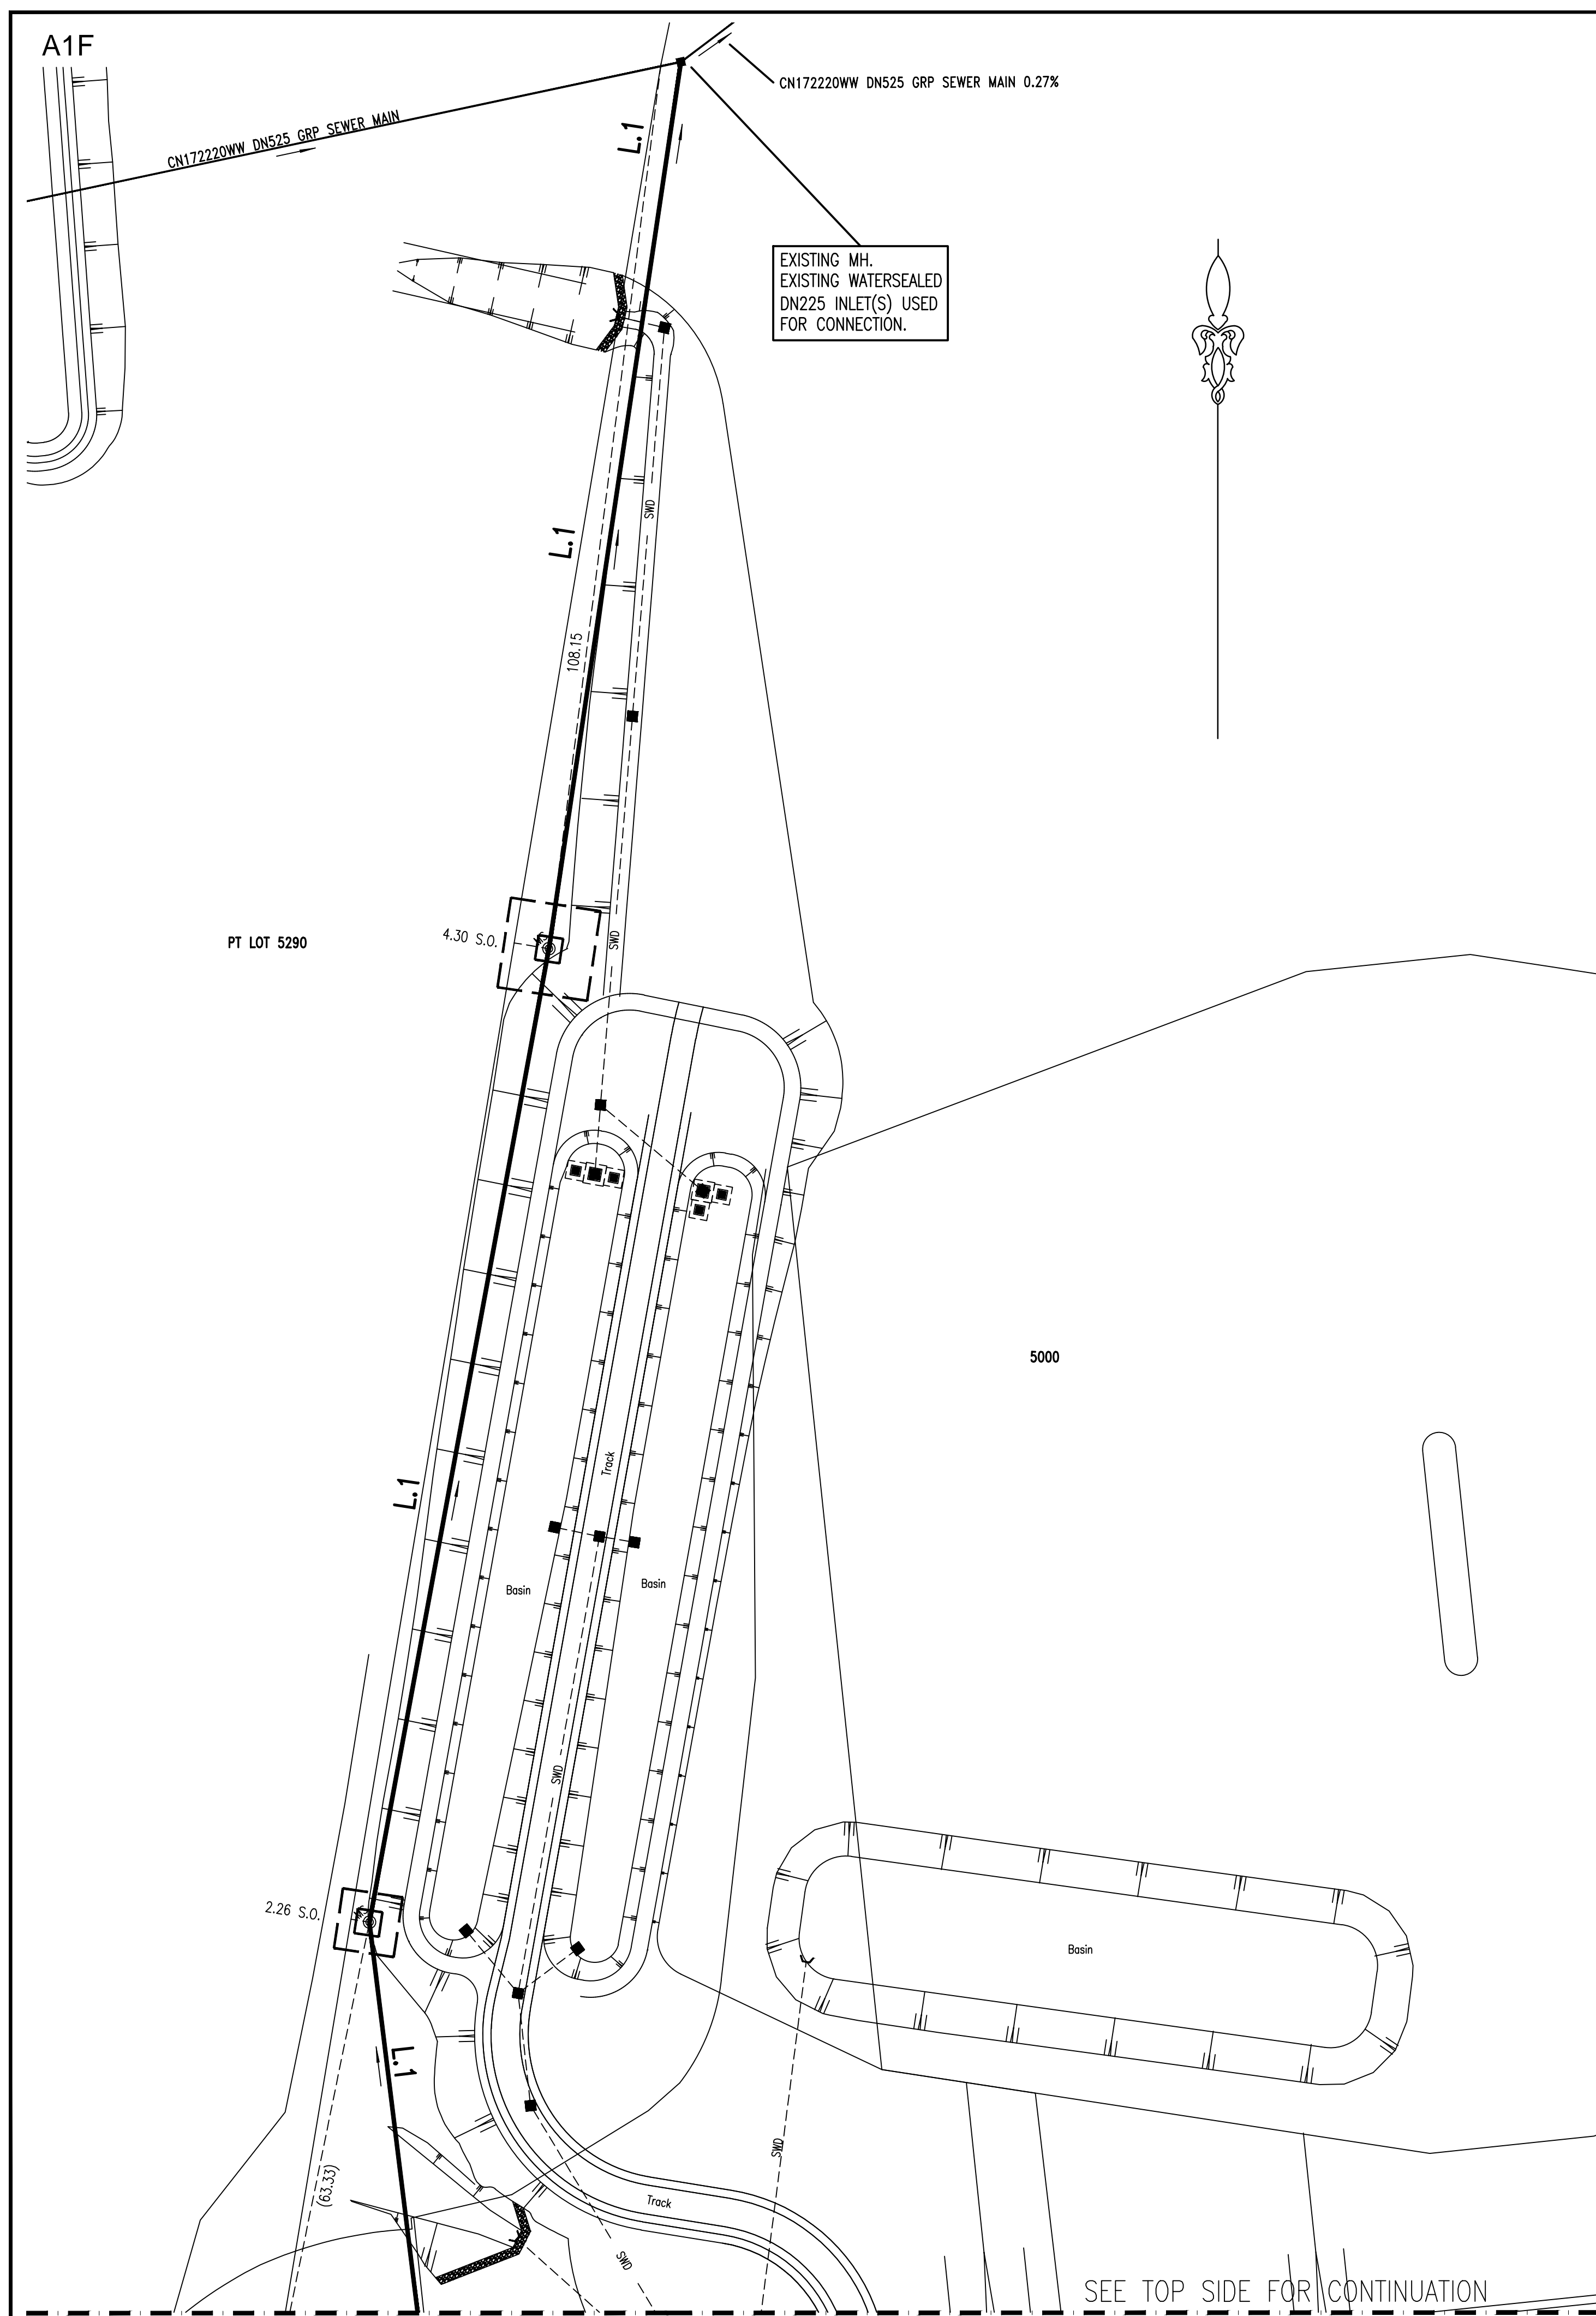 A1F
CN172220WW DN525 GRP SEWER MAIN 0.27%
CN172220WW DN525 GRP SEWER MAIN
L.1
EXISTING MH.
EXISTING WATERSEALED
DN225 INLET(S) USED
FOR CONNECTION.
SWD
L.1
108.15
4.30 S.O.
SWD
PT LOT 5290
5000
Track
L.1
Basin
Basin
SWD
2.26 S.O.
Basin
L.1
SWD
(63.33)
Track
SWD
SEE TOP SIDE FOR CONTINUATION